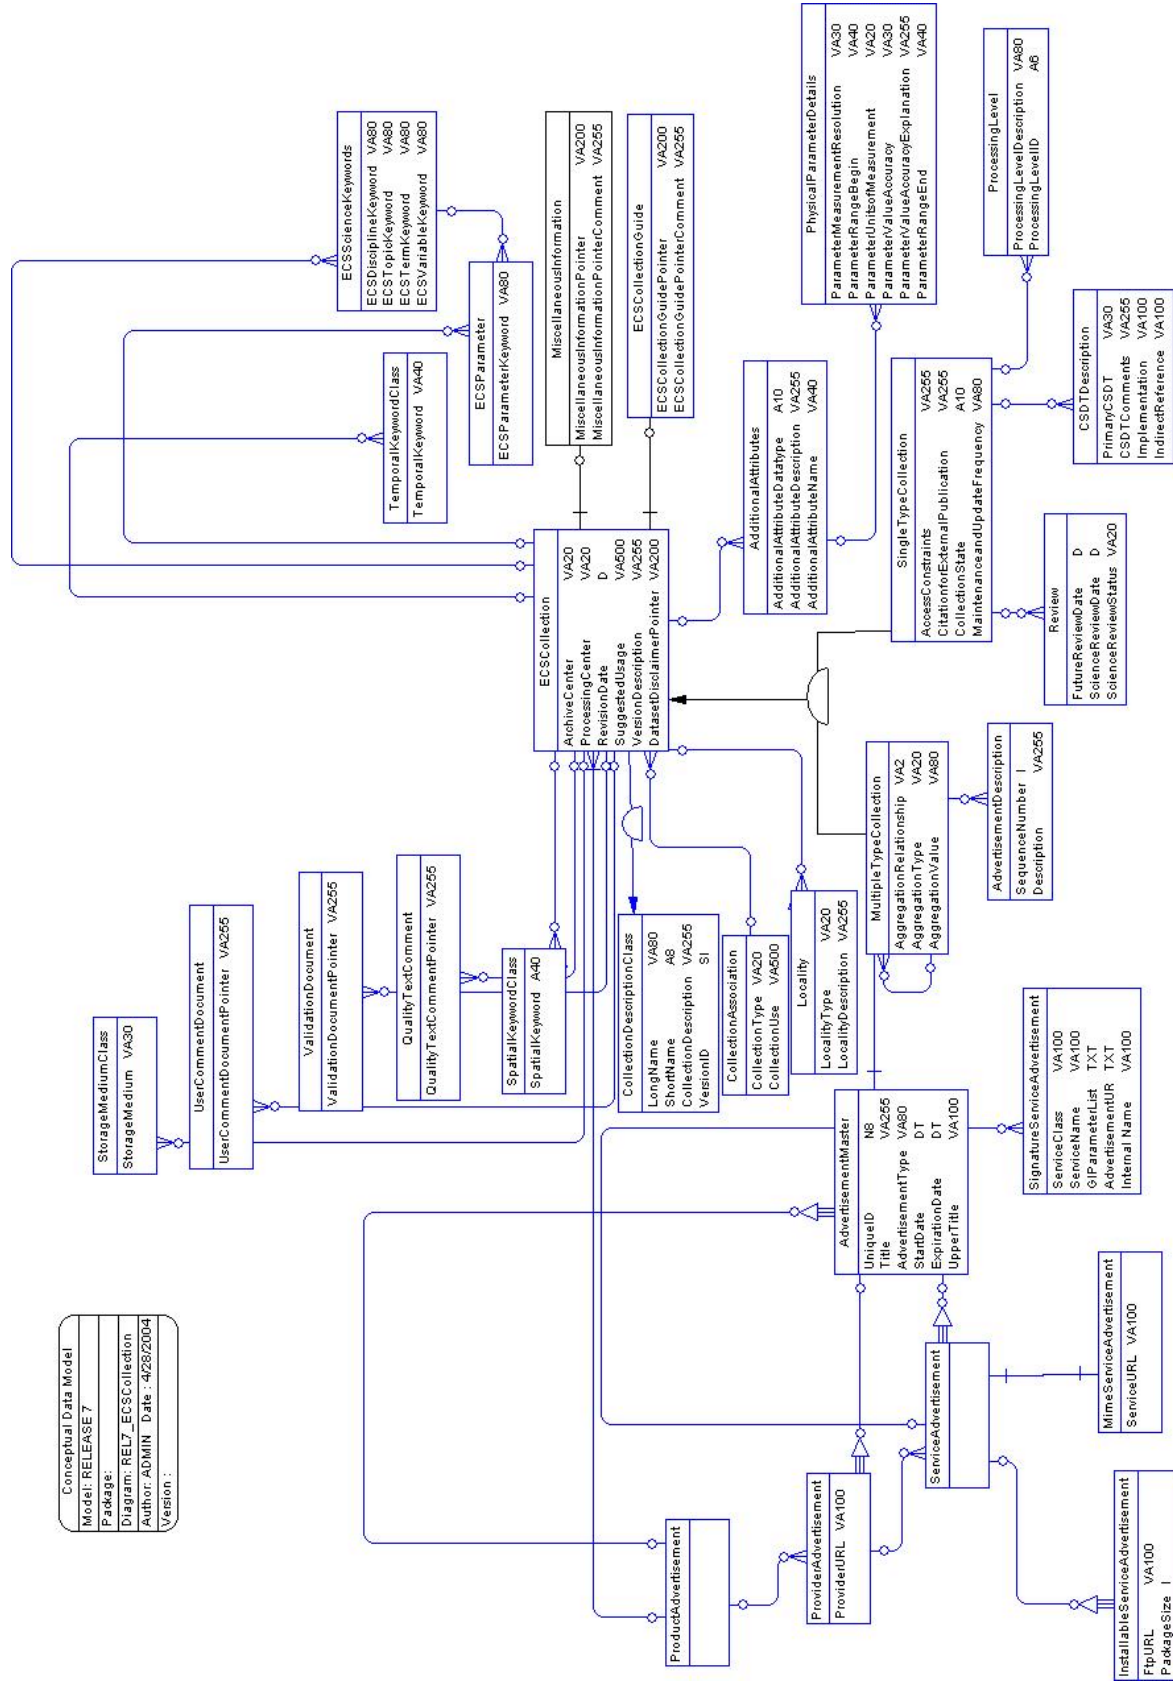 Conceptual Data Model
Model: RELEASE 7
Package:
Diagram: REL7_ECSCollection
Author: ADMIN Date : 4/28/2004
Version :
StorageMediumClass
StorageMedium VA30
UserCommentDocument
UserCommentDocumentPointer VA255
ValidationDocument
ValidationDocumentPointer VA255
QualityTextComment
QualityTextCommentPointer VA255
SpatialKeywordClass
SpatialKeyword A40
ECSScienceKeywords
ECSDisciplineKeyword VA80
ECSTopicKeyword VA80
ECSTermKeyword VA80
ECSVariableKeyword VA80
TemporalKeywordClass
TemporalKeyword VA40
ECSParameter
ECSParameterKeyword VA80
MiscellaneousInformation
MiscellaneousInformationPointer VA200
MiscellaneousInformationPointerComment VA255
ECSCollectionGuide
ECSCollectionGuidePointer VA200
ECSCollectionGuidePointerComment VA255
ECSCollection
ArchiveCenter VA20
ProcessingCenter VA20
RevisionDate D
SuggestedUsage VA500
VersionDescription VA255
DatasetDisclaimerPointer VA200
CollectionDescriptionClass
LongName VA80
ShortName A8
CollectionDescription VA255
VersionID SI
CollectionAssociation
CollectionType VA20
CollectionUse VA500
Locality
LocalityType VA20
LocalityDescription VA255
AdditionalAttributes
AdditionalAttributeDatatype A10
AdditionalAttributeDescription VA255
AdditionalAttributeName VA40
PhysicalParameterDetails
ParameterMeasurementResolution VA30
ParameterRangeBegin VA40
ParameterUnitsofMeasurement VA20
ParameterValueAccuracy VA30
ParameterValueAccuracyExplanation VA255
ParameterRangeEnd VA40
ProductAdvertisement
ProviderAdvertisement
ProviderURL VA100
AdvertisementMaster
UniqueID N8
Title VA255
AdvertisementType VA80
StartDate DT
ExpirationDate DT
UpperTitle VA100
MultipleTypeCollection
AggregationRelationship VA2
AggregationType VA20
AggregationValue VA80
SingleTypeCollection
AccessConstraints VA255
CitationforExternalPublication VA255
CollectionState A10
MaintenanceandUpdateFrequency VA80
ProcessingLevel
ProcessingLevelDescription VA80
ProcessingLevelID A6
ServiceAdvertisement
AdvertisementDescription
SequenceNumber I
Description VA255
Review
FutureReviewDate D
ScienceReviewDate D
ScienceReviewStatus VA20
CSDTDescription
PrimaryCSDT VA30
CSDTComments VA255
Implementation VA100
IndirectReference VA100
SignatureServiceAdvertisement
ServiceClass VA100
ServiceName VA100
GIParameterList TXT
AdvertisementUR TXT
Internal Name VA100
MimeServiceAdvertisement
ServiceURL VA100
InstallableServiceAdvertisement
FtpURL VA100
PackageSize I